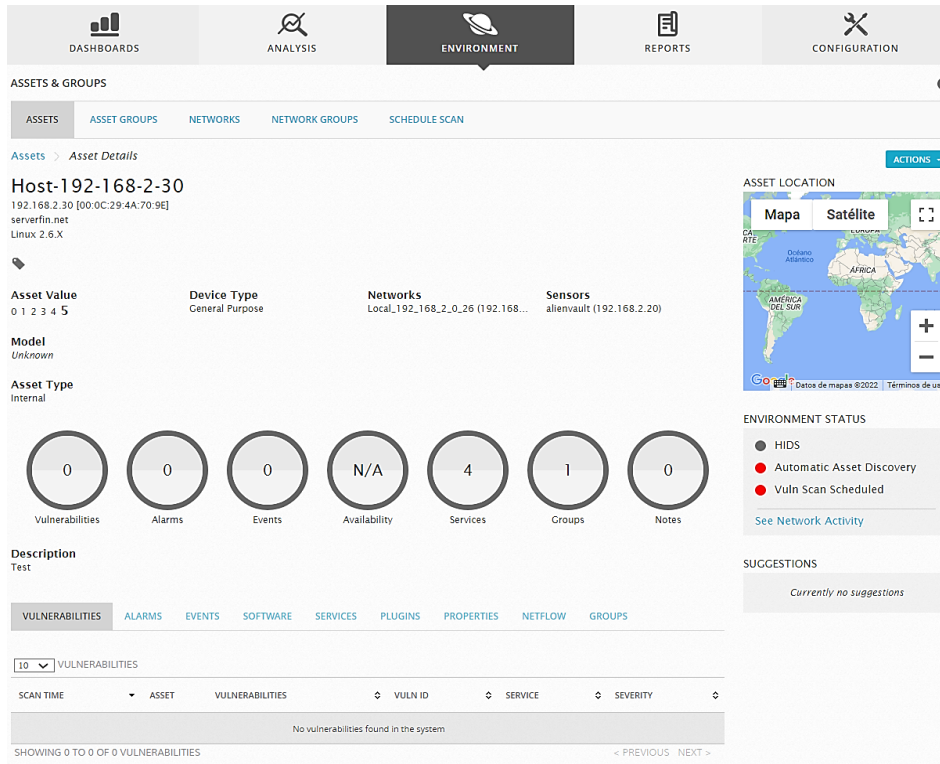 DASHBOARDS ANALYSIS ENVIRONMENT REPORTS CONFIGURATION
ASSETS & GROUPS
ASSETS ASSET GROUPS NETWORKS NETWORK GROUPS SCHEDULE SCAN
Assets > Asset Details
ACTIONS
Host-192-168-2-30
192.168.2.30 [00:0C:29:4A:70:9E]
serverfin.net
Linux 2.6.X
Asset Value Device Type Networks Sensors
0 1 2 3 4 5 General Purpose Local_192_168_2_0_26 (192.168... alienvault (192.168.2.20)
Model
Unknown
Asset Type
Internal
0 0 0 N/A 4 1 0
Vulnerabilities Alarms Events Availability Services Groups Notes
Description
Test
ASSET LOCATION
Mapa Satélite
EUROPA
Océano
Atlántico
ÁFRICA
AMÉRICA
DEL SUR
Google Datos de mapas ©2022 Términos de us
ENVIRONMENT STATUS
HIDS
Automatic Asset Discovery
Vuln Scan Scheduled
See Network Activity
SUGGESTIONS
Currently no suggestions
VULNERABILITIES ALARMS EVENTS SOFTWARE SERVICES PLUGINS PROPERTIES NETFLOW GROUPS
10 VULNERABILITIES
SCAN TIME ASSET VULNERABILITIES VULN ID SERVICE SEVERITY
No vulnerabilities found in the system
SHOWING 0 TO 0 OF 0 VULNERABILITIES < PREVIOUS NEXT >